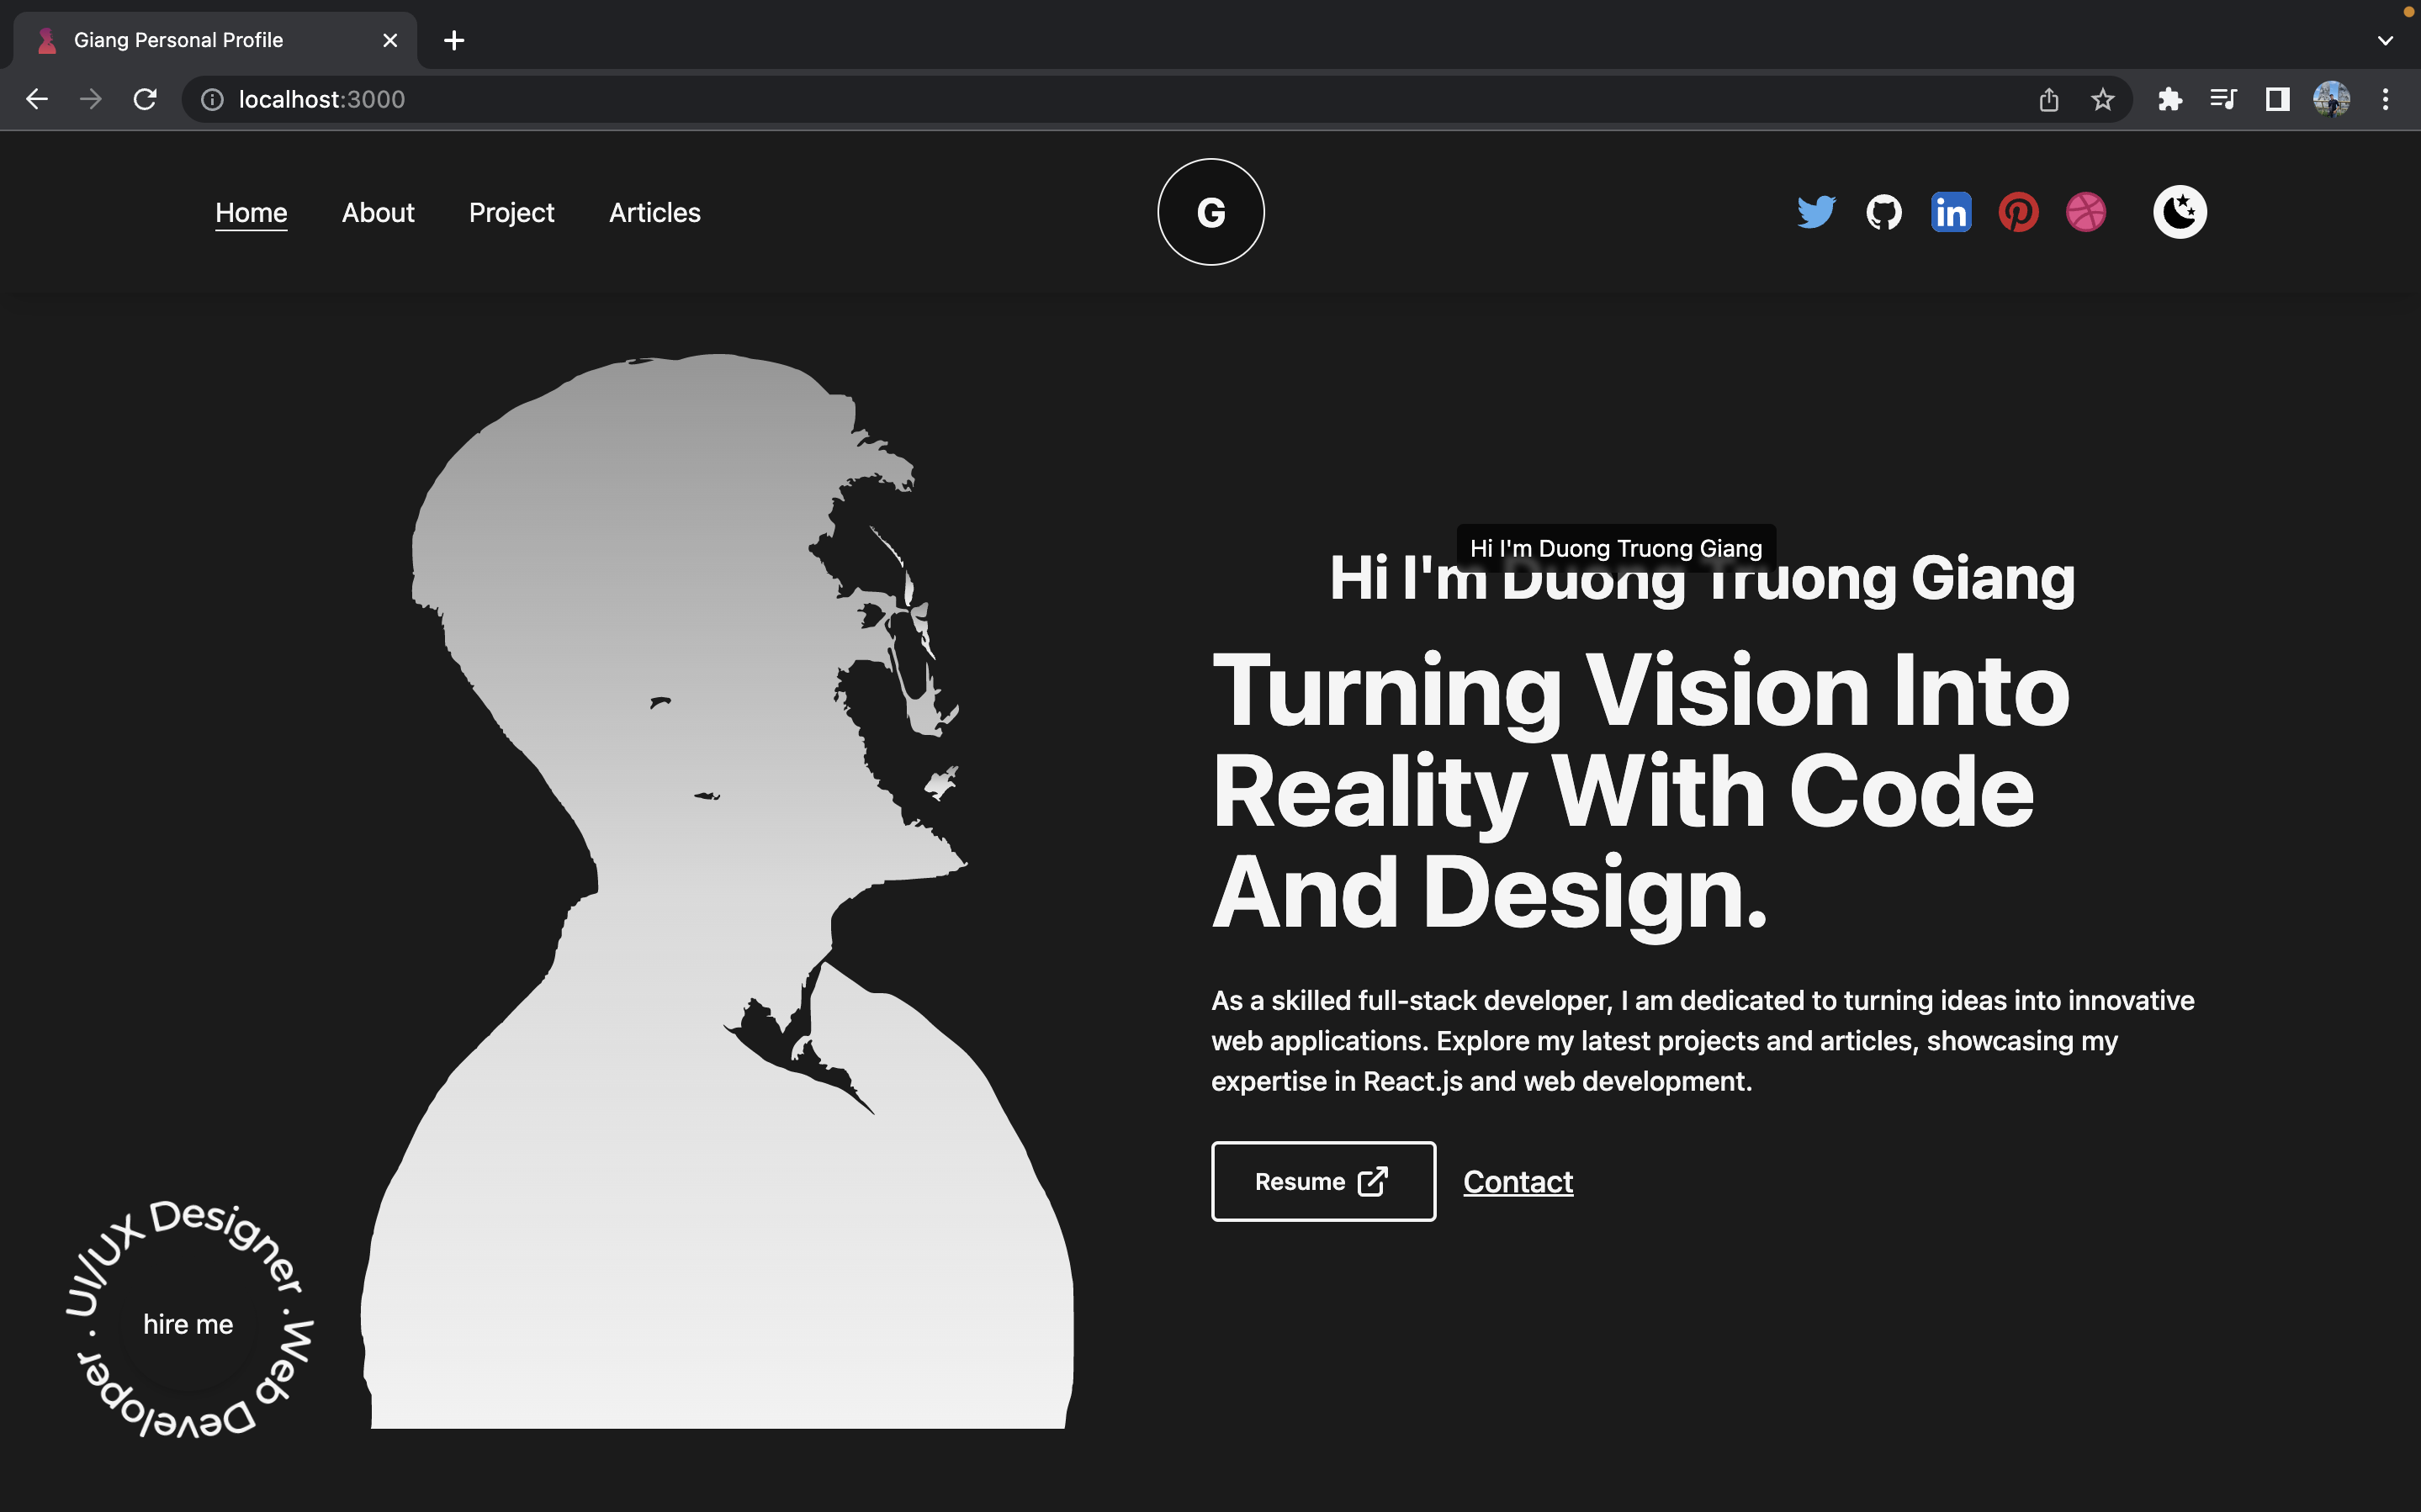 Giang Personal Profile
localhost:3000
Home
About
Project
Articles
G
in
Hi I'm Duong Truong Giang
Hi I'm Duong Truong Giang
Turning Vision Into
Reality With Code
And Design.
As a skilled full-stack developer, I am dedicated to turning ideas into innovative
web applications. Explore my latest projects and articles, showcasing my
expertise in React.js and web development.
Resume
Contact
UI/UX Designer · Web Developer ·
hire me